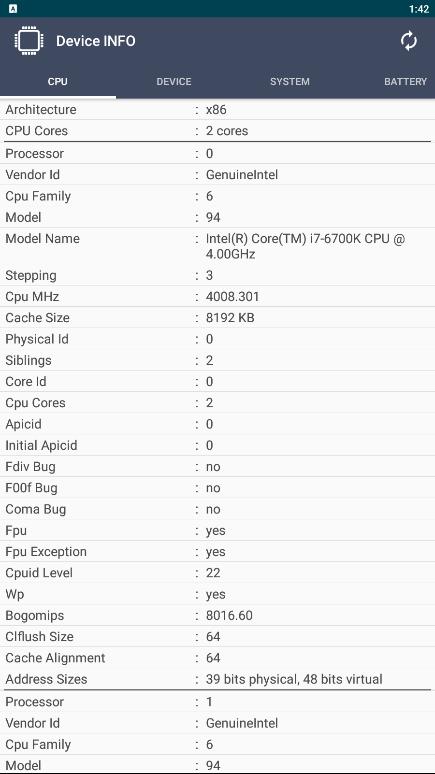 A 1:42
Device INFO
CPU DEVICE SYSTEM BATTERY
Architecture : x86
CPU Cores : 2 cores
Processor : 0
Vendor Id : GenuineIntel
Cpu Family : 6
Model : 94
Model Name : Intel(R) Core(TM) i7-6700K CPU @
4.00GHz
Stepping : 3
Cpu MHz : 4008.301
Cache Size : 8192 KB
Physical Id : 0
Siblings : 2
Core Id : 0
Cpu Cores : 2
Apicid : 0
Initial Apicid : 0
Fdiv Bug : no
F00f Bug : no
Coma Bug : no
Fpu : yes
Fpu Exception : yes
Cpuid Level : 22
Wp : yes
Bogomips : 8016.60
Clflush Size : 64
Cache Alignment : 64
Address Sizes : 39 bits physical, 48 bits virtual
Processor : 1
Vendor Id : GenuineIntel
Cpu Family : 6
Model : 94